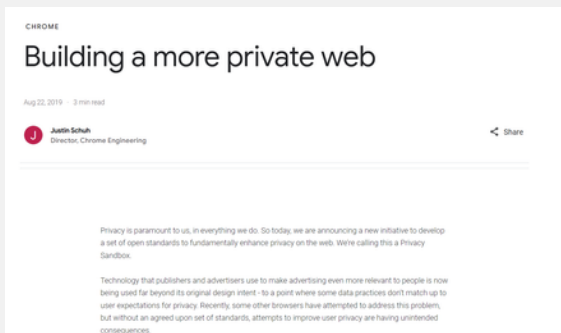 CHROME
Building a more private web
Aug 22, 2019 · 3 min read
J
Justin Schuh
Director, Chrome Engineering
Share
Privacy is paramount to us, in everything we do. So today, we are announcing a new initiative to develop
a set of open standards to fundamentally enhance privacy on the web. We're calling this a Privacy
Sandbox.
Technology that publishers and advertisers use to make advertising even more relevant to people is now
being used far beyond its original design intent - to a point where some data practices don't match up to
user expectations for privacy. Recently, some other browsers have attempted to address this problem,
but without an agreed upon set of standards, attempts to improve user privacy are having unintended
consequences.